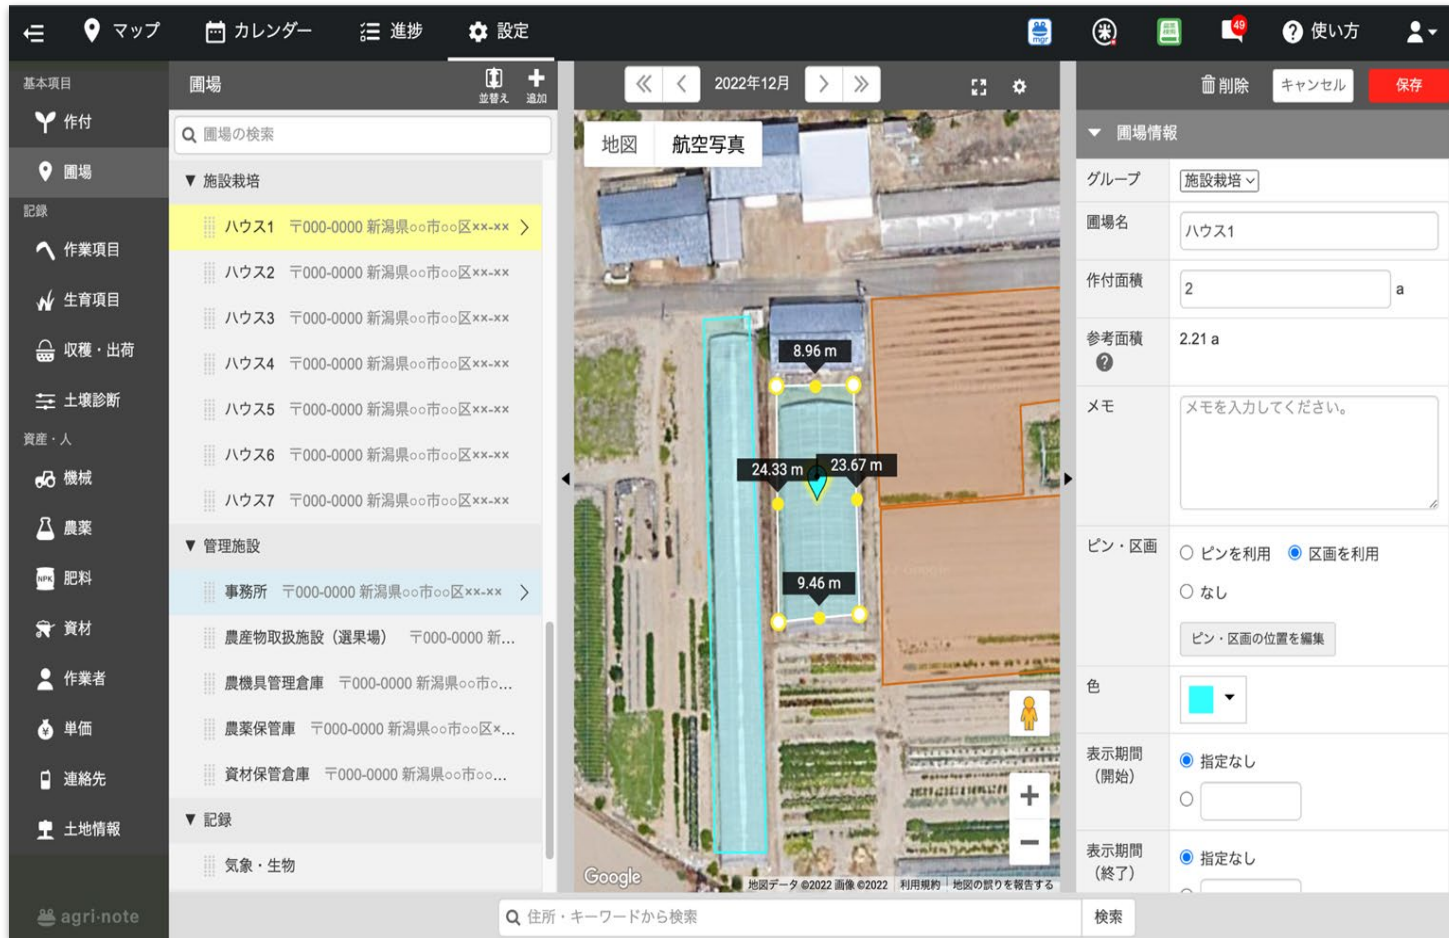 マップ
カレンダー
進捗
設定
mgr
米
49
使い方
基本項目
作付
圃場
記録
作業項目
生育項目
収穫・出荷
土壌診断
資産・人
機械
農薬
NPK 肥料
資材
作業者
単価
連絡先
土地情報
agri-note
圃場
並替え
追加
圃場の検索
▼ 施設栽培
ハウス1 〒000-0000 新潟県○○市○○区××-××
ハウス2 〒000-0000 新潟県○○市○○区××-××
ハウス3 〒000-0000 新潟県○○市○○区××-××
ハウス4 〒000-0000 新潟県○○市○○区××-××
ハウス5 〒000-0000 新潟県○○市○○区××-××
ハウス6 〒000-0000 新潟県○○市○○区××-××
ハウス7 〒000-0000 新潟県○○市○○区××-××
▼ 管理施設
事務所 〒000-0000 新潟県○○市○○区××-××
農産物取扱施設（選果場） 〒000-0000 新...
農機具管理倉庫 〒000-0000 新潟県○○市○...
農薬保管庫 〒000-0000 新潟県○○市○○区×...
資材保管倉庫 〒000-0000 新潟県○○市○○...
▼ 記録
気象・生物
2022年12月
地図
航空写真
8.96 m
24.33 m
23.67 m
9.46 m
Google
地図データ ©2022 画像 ©2022
利用規約
地図の誤りを報告する
住所・キーワードから検索
検索
削除
キャンセル
保存
▼ 圃場情報
グループ
施設栽培
圃場名
ハウス1
作付面積
2
a
参考面積
2.21 a
メモ
メモを入力してください。
ピン・区画
ピンを利用
区画を利用
なし
ピン・区画の位置を編集
色
表示期間
（開始）
指定なし
表示期間
（終了）
指定なし